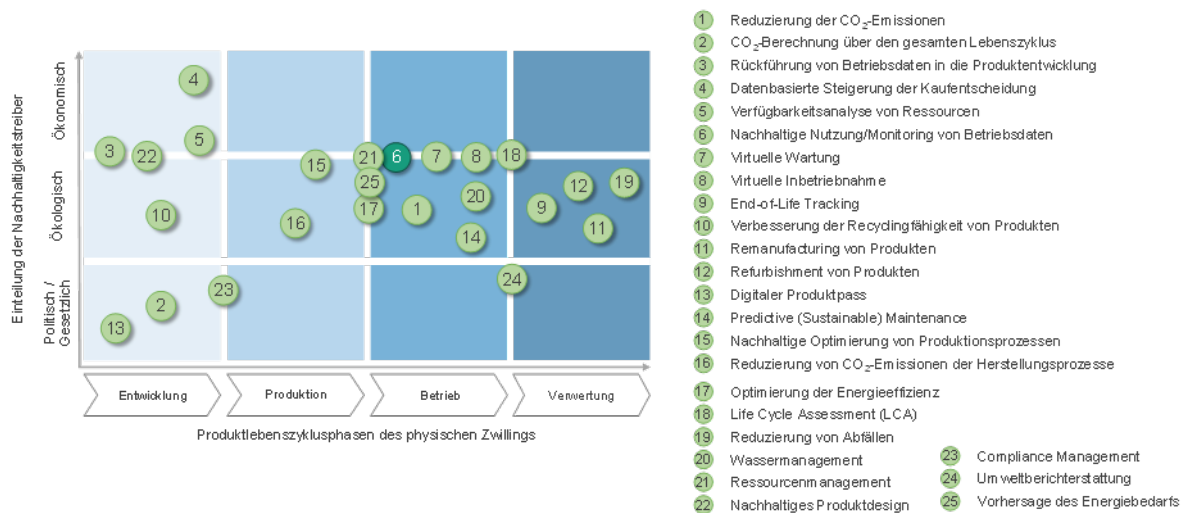 Einteilung der Nachhaltigkeitstreiber
Ökonomisch
Ökologisch
Politisch /
Gesetzlich
4
5
3
22
10
2
13
23
15
16
21
25
17
6
7
8
18
1
20
14
24
9
12
19
11
Entwicklung
Produktion
Betrieb
Verwertung
Produktlebenszyklusphasen des physischen Zwillings
1 Reduzierung der CO₂-Emissionen
2 CO₂-Berechnung über den gesamten Lebenszyklus
3 Rückführung von Betriebsdaten in die Produktentwicklung
4 Datenbasierte Steigerung der Kaufentscheidung
5 Verfügbarkeitsanalyse von Ressourcen
6 Nachhaltige Nutzung/Monitoring von Betriebsdaten
7 Virtuelle Wartung
8 Virtuelle Inbetriebnahme
9 End-of-Life Tracking
10 Verbesserung der Recyclingfähigkeit von Produkten
11 Remanufacturing von Produkten
12 Refurbishment von Produkten
13 Digitaler Produktpass
14 Predictive (Sustainable) Maintenance
15 Nachhaltige Optimierung von Produktionsprozessen
16 Reduzierung von CO₂-Emissionen der Herstellungsprozesse
17 Optimierung der Energieeffizienz
18 Life Cycle Assessment (LCA)
19 Reduzierung von Abfällen
20 Wassermanagement
21 Ressourcenmanagement
22 Nachhaltiges Produktdesign
23 Compliance Management
24 Umweltberichterstattung
25 Vorhersage des Energiebedarfs